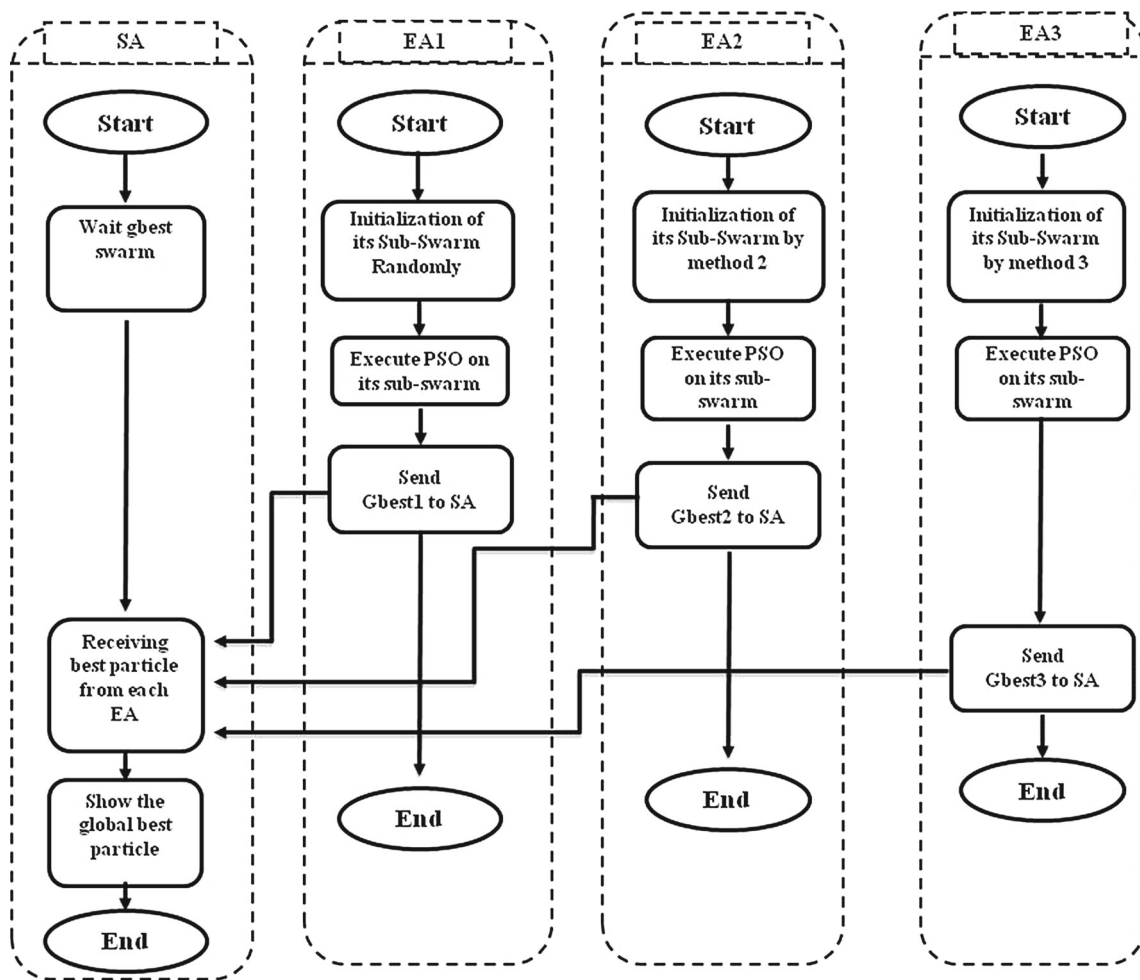 SA
Start
Wait gbest
swarm
Receiving
best particle
from each
EA
Show the
global best
particle
End
EA1
Start
Initialization of
its Sub-Swarm
Randomly
Execute PSO on
its sub-swarm
Send
Gbest1 to SA
End
EA2
Start
Initialization of
its Sub-Swarm by
method 2
Execute PSO
on its sub-
swarm
Send
Gbest2 to SA
End
EA3
Start
Initialization of
its Sub-Swarm
by method 3
Execute PSO
on its sub-
swarm
Send
Gbest3 to SA
End